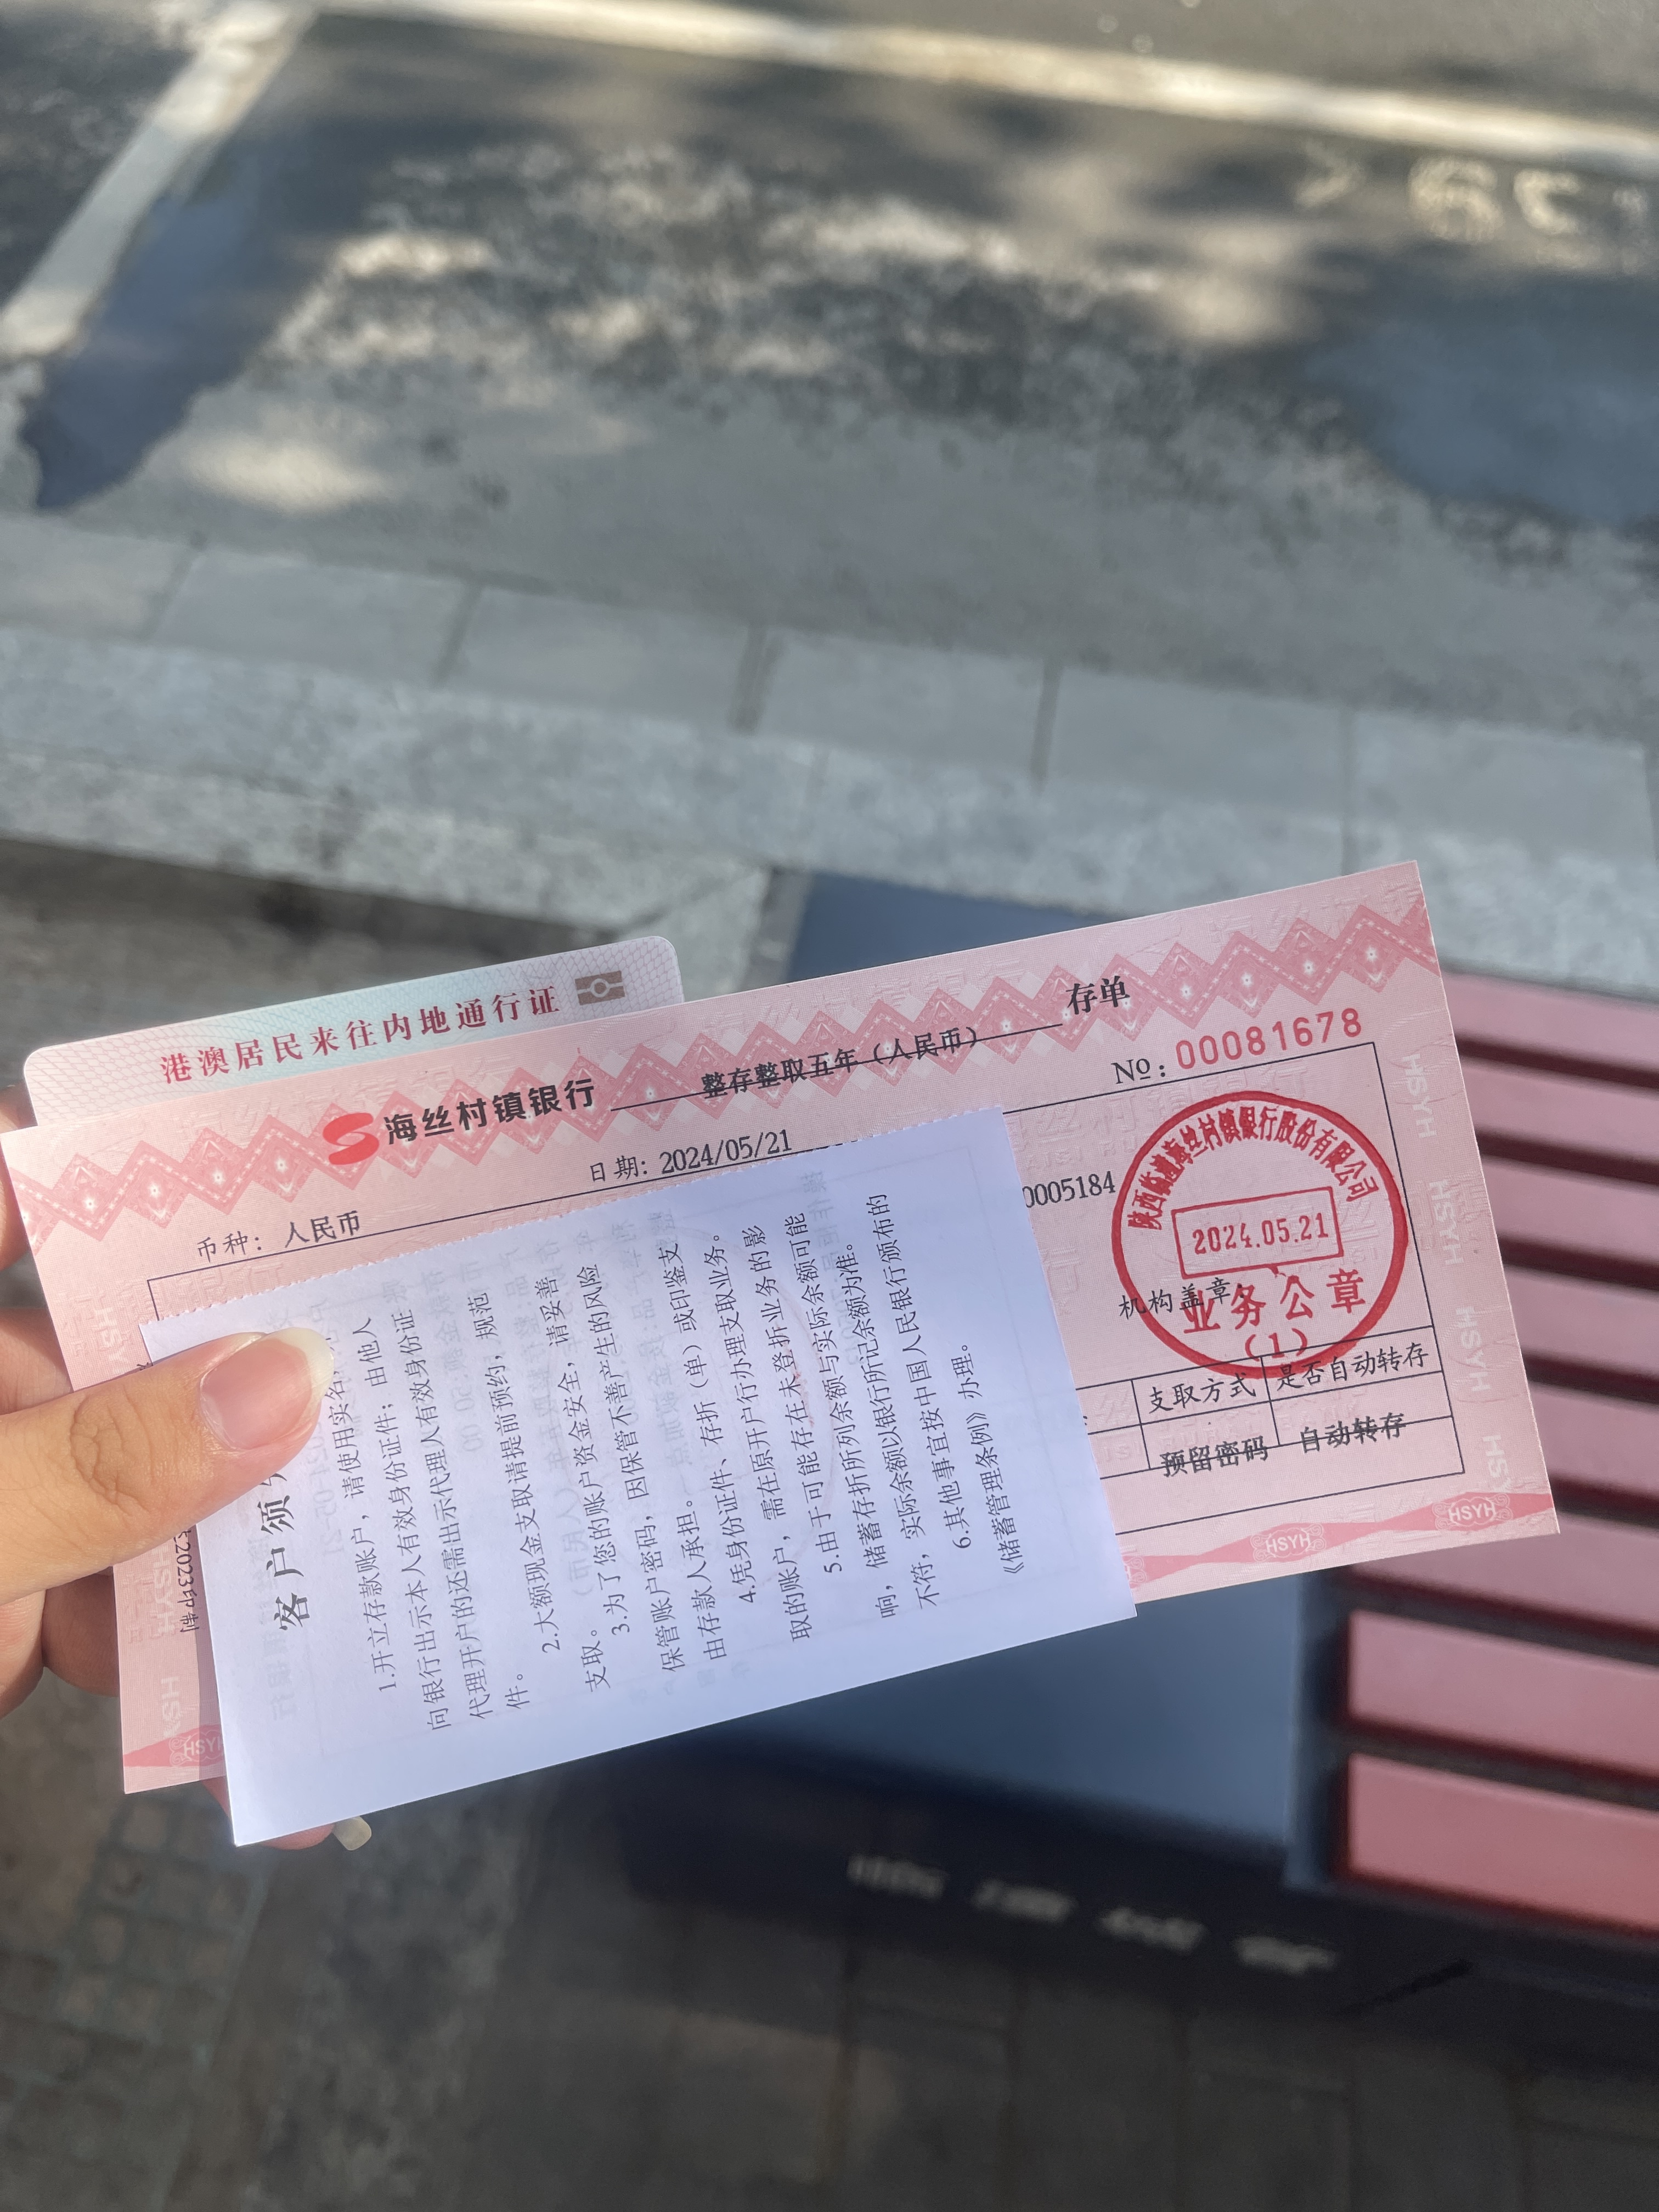 港澳居民来往内地通行证
海丝村镇银行 整存整取五年（人民币） 存单
No：00081678
日期：2024/05/21
币种：人民币
0005184
陕西临潼海丝村镇银行股份有限公司
2024.05.21
业务公章
(1)
机构盖章
支取方式 是否自动转存
预留密码 自动转存
2023印制
客户须
1.开立存款账户，请使用实名
向银行出示本人有效身份证件；由他人
代理开户的还需出示代理人有效身份证
件。
2.大额现金支取请提前预约，规范
支取。
3.为了您的账户资金安全，请妥善
保管账户密码，因保管不善产生的风险
由存款人承担。
4.凭身份证件、存折（单）或印鉴支
取的账户，需在原开户行办理支取业务。
5.由于可能存在未登折业务的影
响，储蓄存折所列余额与实际余额可能
不符，实际余额以银行所记余额为准。
6.其他事宜按中国人民银行颁布的
《储蓄管理条例》办理。
HSYH
HSYH
HSYH
HSYH
HSYH
HSYH